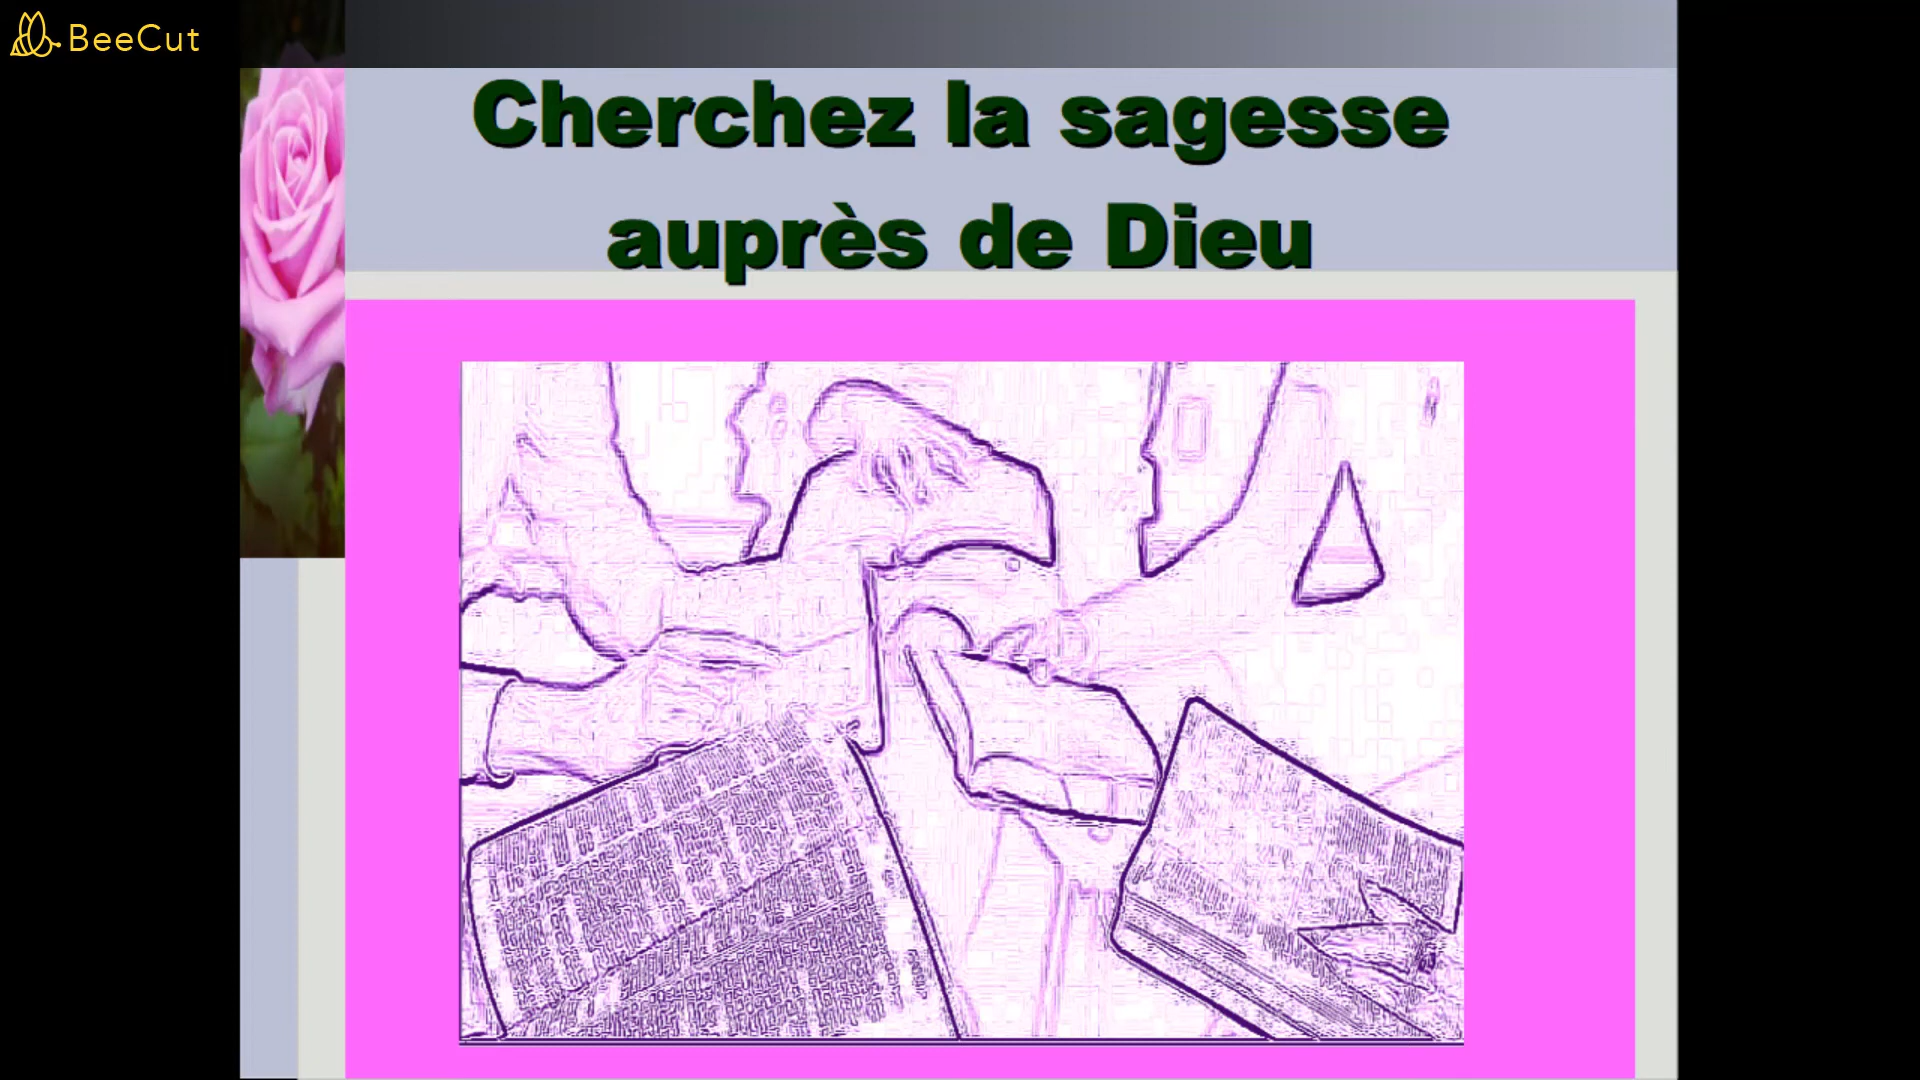 BeeCut
Cherchez la sagesse
auprès de Dieu